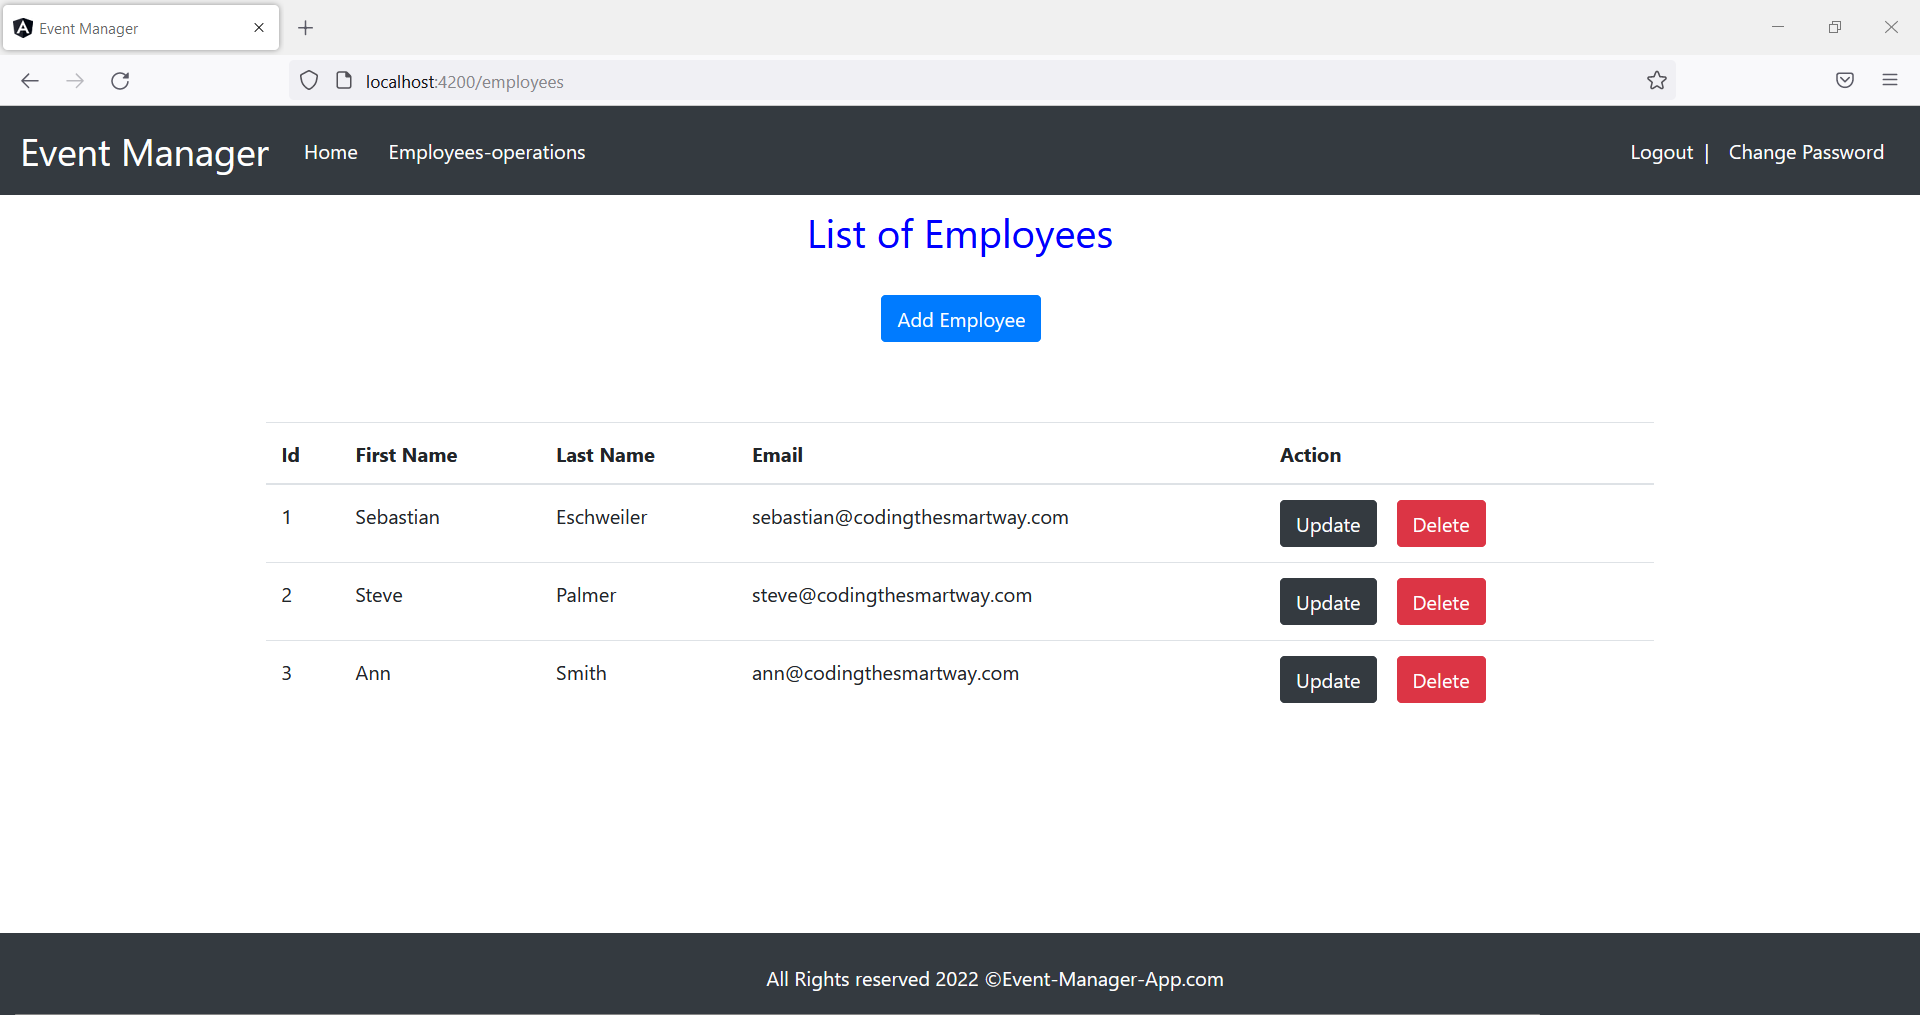 Event Manager
localhost:4200/employees
Event Manager Home Employees-operations Logout | Change Password
List of Employees
Add Employee
Id First Name Last Name Email Action
1 Sebastian Eschweiler sebastian@codingthesmartway.com Update Delete
2 Steve Palmer steve@codingthesmartway.com Update Delete
3 Ann Smith ann@codingthesmartway.com Update Delete
All Rights reserved 2022 ©Event-Manager-App.com